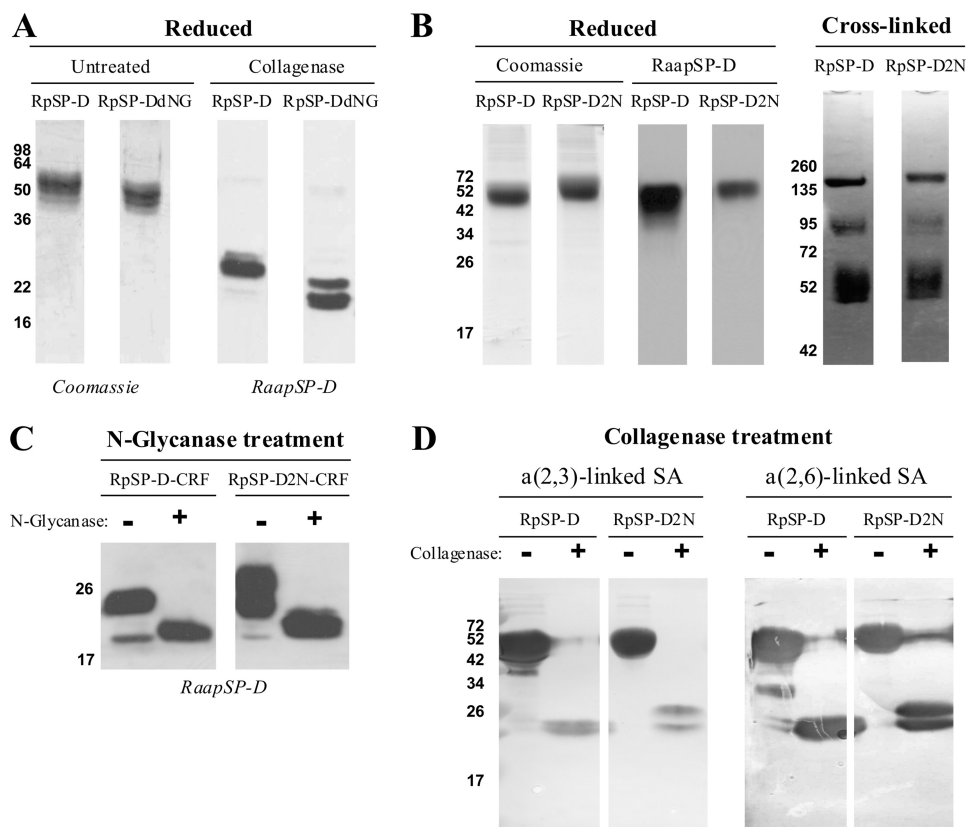 A
Reduced
Untreated Collagenase
RpSP-D RpSP-DdNG RpSP-D RpSP-DdNG
98
64
50
36
22
16
Coomassie RaapSP-D
B
Reduced Cross-linked
Coomassie RaapSP-D
RpSP-D RpSP-D2N RpSP-D RpSP-D2N RpSP-D RpSP-D2N
72
52
42
34
26
17
260
135
95
72
52
42
C
N-Glycanase treatment
RpSP-D-CRF RpSP-D2N-CRF
N-Glycanase: - + - +
26
17
RaapSP-D
D
Collagenase treatment
a(2,3)-linked SA a(2,6)-linked SA
RpSP-D RpSP-D2N RpSP-D RpSP-D2N
Collagenase: - + - + - + - +
72
52
42
34
26
17